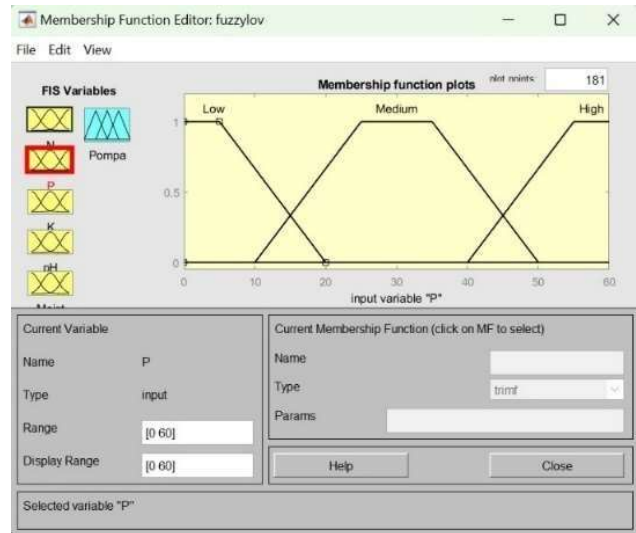 Membership Function Editor: fuzzylov
File Edit View
FIS Variables
N
Pompa
P
K
pH
Membership function plots
plot points:
181
Low
Medium
High
1
0.5
0
0 10 20 30 40 50 60
input variable "P"
Current Variable
Name P
Type input
Range [0 60]
Display Range [0 60]
Current Membership Function (click on MF to select)
Name
Type trimf
Params
Help
Close
Selected variable "P"